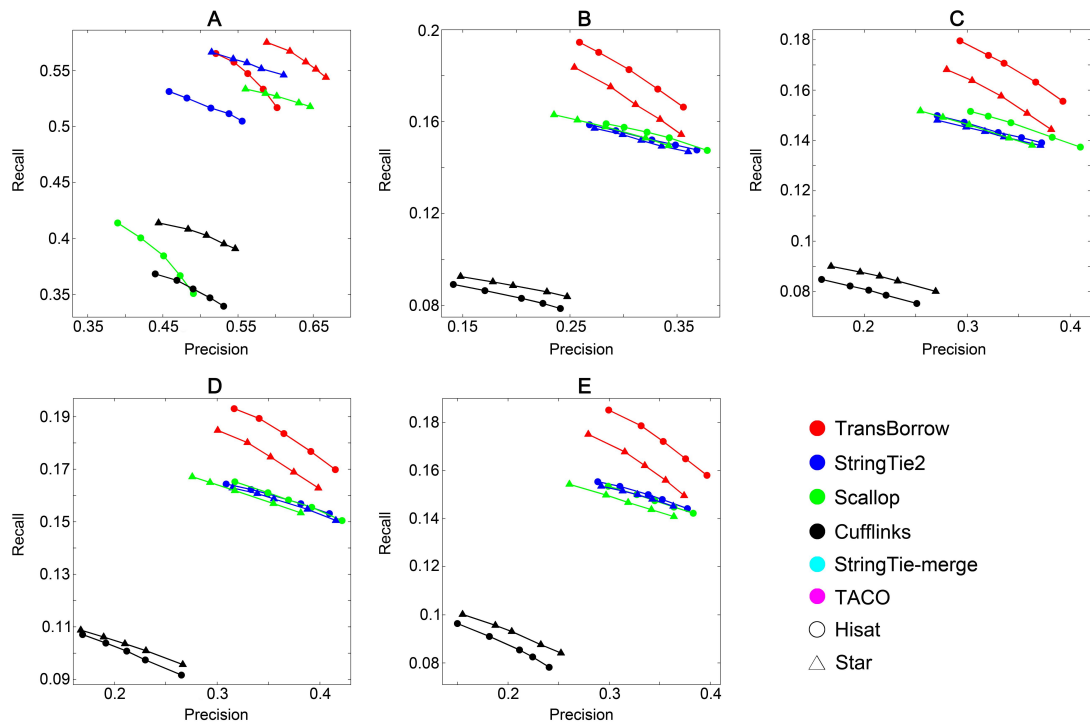 A
Recall
0.55
0.5
0.45
0.4
0.35
0.35
0.45
0.55
0.65
Precision
B
Recall
0.2
0.16
0.12
0.08
0.15
0.25
0.35
Precision
C
Recall
0.18
0.16
0.14
0.12
0.1
0.08
0.2
0.3
0.4
Precision
D
Recall
0.19
0.17
0.15
0.13
0.11
0.09
0.2
0.3
0.4
Precision
E
Recall
0.18
0.16
0.14
0.12
0.1
0.08
0.2
0.3
0.4
Precision
TransBorrow
StringTie2
Scallop
Cufflinks
StringTie-merge
TACO
Hisat
Star